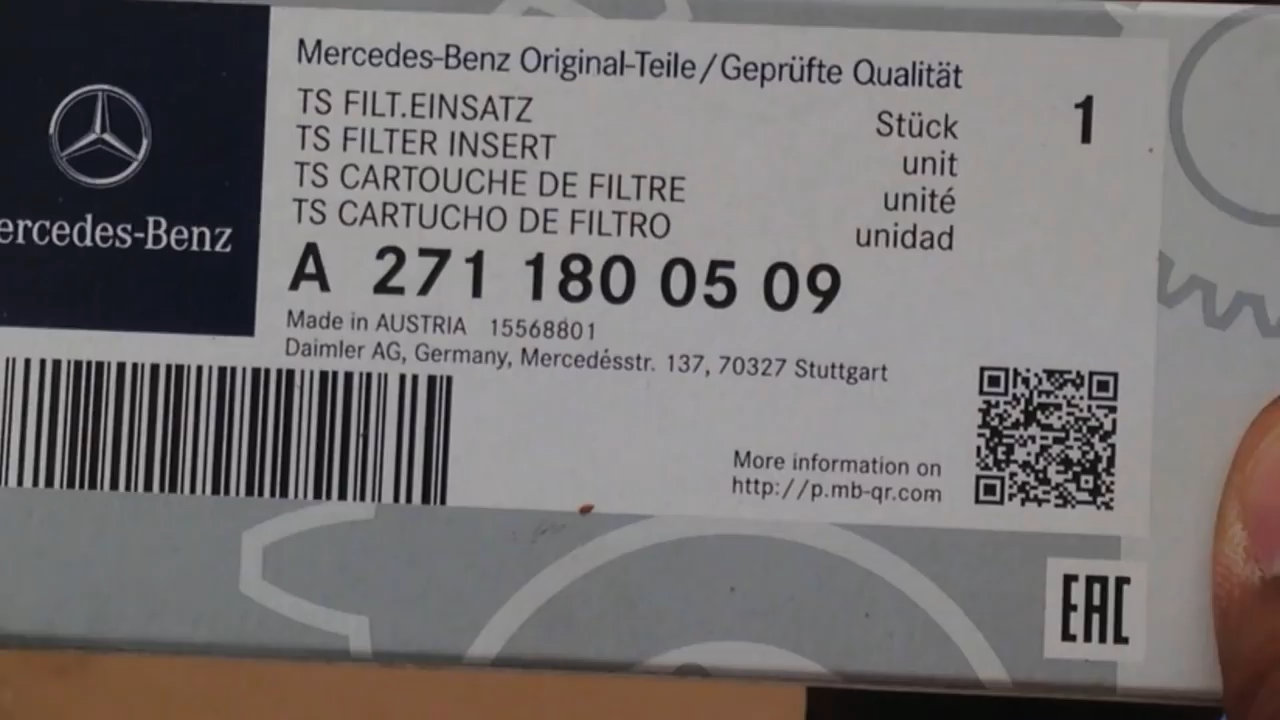 Mercedes-Benz Original-Teile/Geprüfte Qualität
TS FILT.EINSATZ Stück 1
TS FILTER INSERT unit
TS CARTOUCHE DE FILTRE unité
TS CARTUCHO DE FILTRO unidad
ercedes-Benz
A 271 180 05 09
Made in AUSTRIA 15568801
Daimler AG, Germany, Mercedésstr. 137, 70327 Stuttgart
More information on
http://p.mb-qr.com
EAC